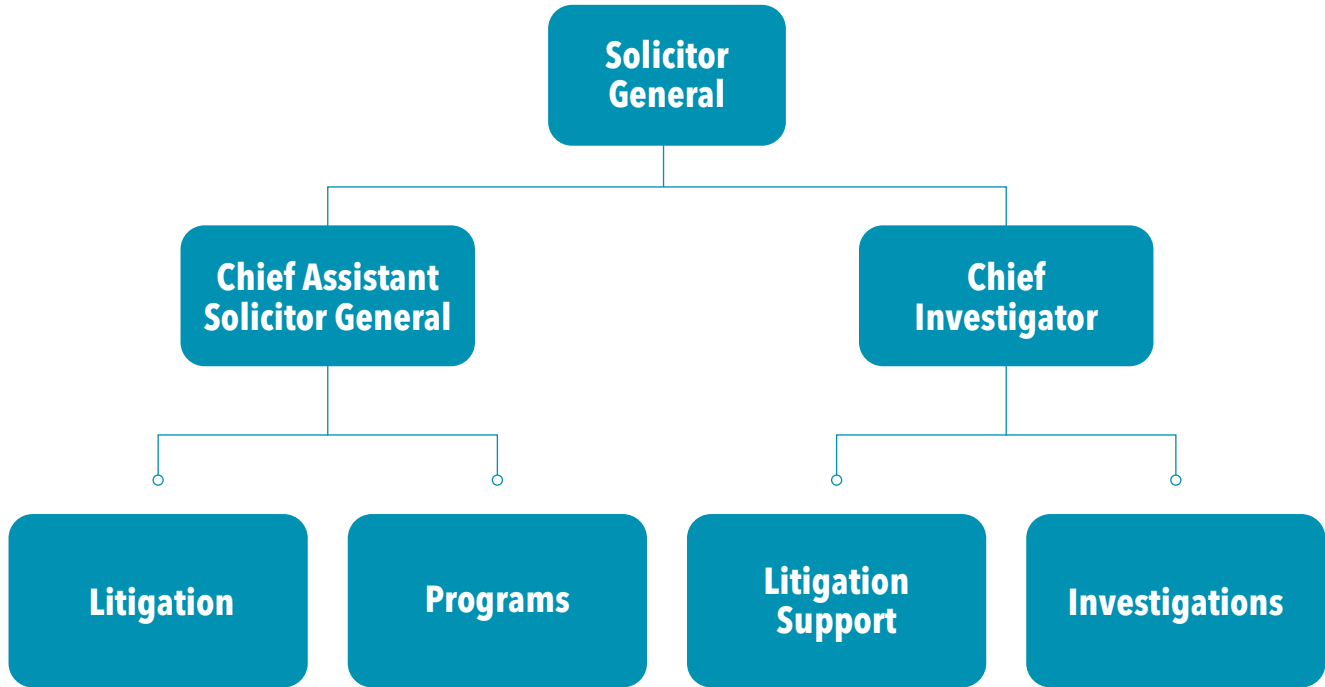 Solicitor
General
Chief Assistant
Solicitor General
Chief
Investigator
Litigation
Programs
Litigation
Support
Investigations